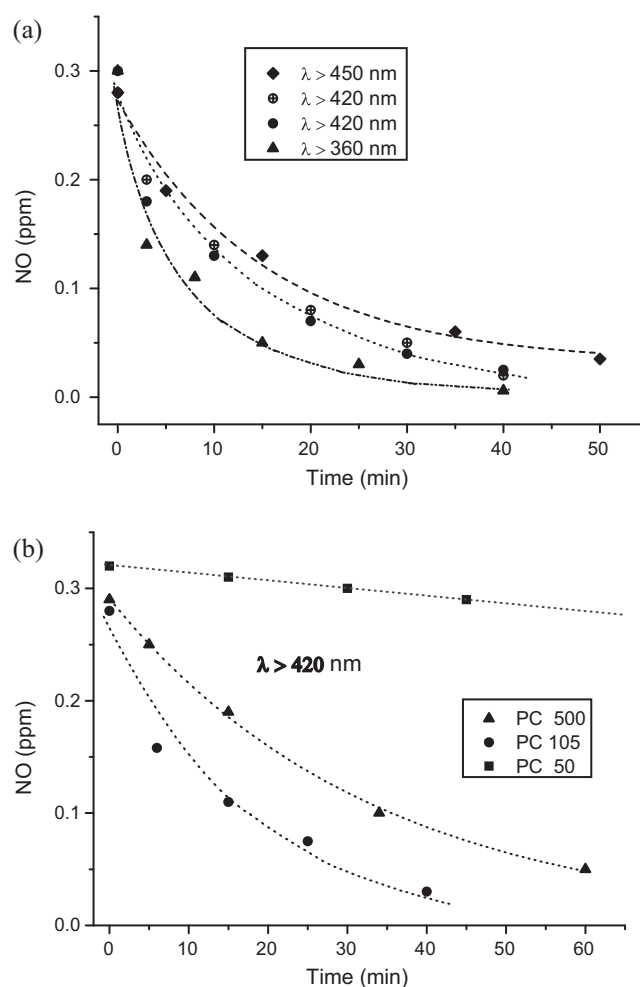 (a)
0.3
0.2
0.1
0.0
NO (ppm)
λ > 450 nm
λ > 420 nm
λ > 420 nm
λ > 360 nm
0 10 20 30 40 50
Time (min)
(b)
0.3
0.2
0.1
0.0
NO (ppm)
λ > 420 nm
PC 500
PC 105
PC 50
0 10 20 30 40 50 60
Time (min)